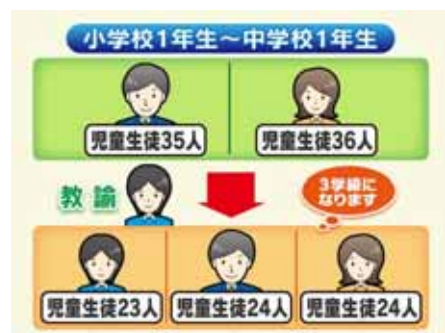 小学校1年生～中学校1年生
児童生徒35人
児童生徒36人
教諭
3学級に
なります
児童生徒23人
児童生徒24人
児童生徒24人